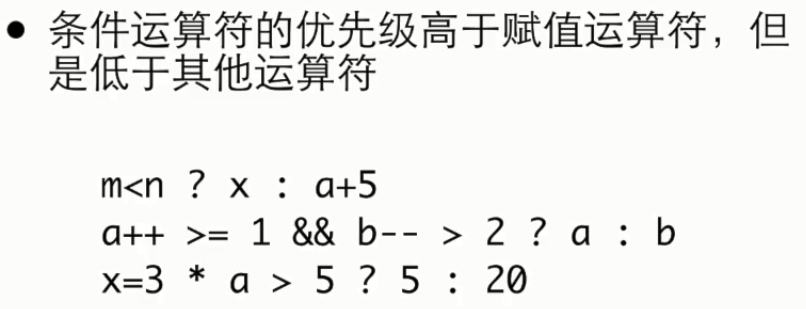 ● 条件运算符的优先级高于赋值运算符，但
是低于其他运算符
m<n ? x : a+5
a++ >= 1 && b-- > 2 ? a : b
x=3 * a > 5 ? 5 : 20